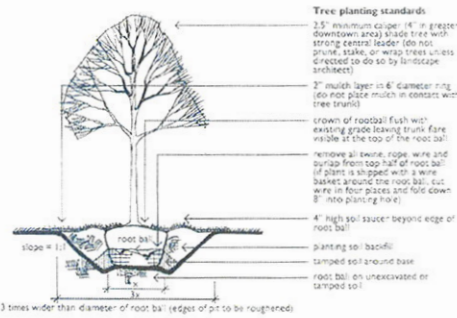 Tree planting standards
2.5" minimum caliper (4" in greater
downtown area) shade tree with
strong central leader (do not
prune, stake, or wrap trees unless
directed to do so by landscape
architect)
2" mulch layer in 6' diameter ring
(do not place mulch in contact with
tree trunk)
crown of rootball flush with
existing grade leaving trunk flare
visible at the top of the root ball
remove all twine, rope, wire and
burlap from top half of root ball
(if plant is shipped with a wire
basket around the root ball, cut
wire in four places and fold down
8" into planting hole)
4" high soil saucer beyond edge of
root ball
planting soil backfill
tamped soil around base
root ball on unexcavated or
tamped soil
root ball
slope = 1:1
x
3x
3 times wider than diameter of root ball (edges of pit to be roughened)